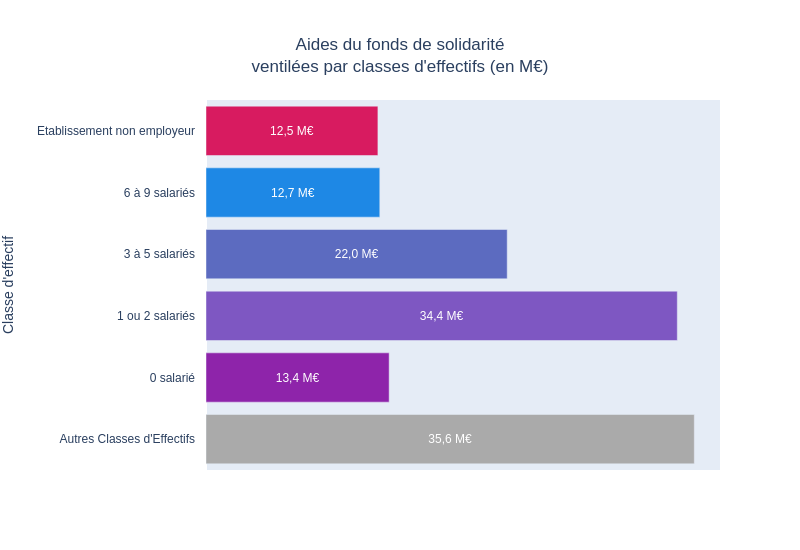 Aides du fonds de solidarité
ventilées par classes d'effectifs (en M€)
Classe d'effectif
Etablissement non employeur
12,5 M€
6 à 9 salariés
12,7 M€
3 à 5 salariés
22,0 M€
1 ou 2 salariés
34,4 M€
0 salarié
13,4 M€
Autres Classes d'Effectifs
35,6 M€